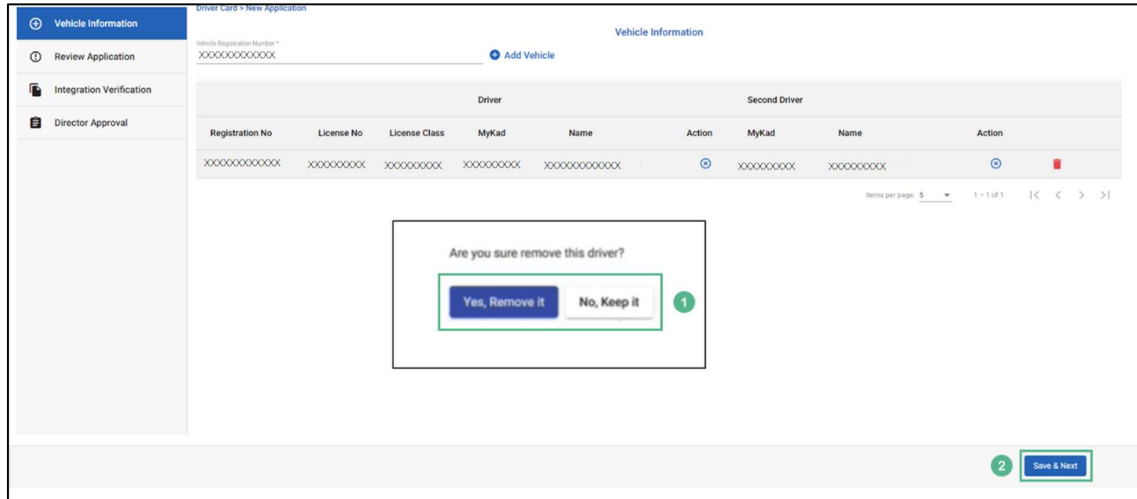 Driver Card > New Application
Vehicle Information
Vehicle Information
Review Application
Integration Verification
Director Approval
Vehicle Registration Number *
XXXXXXXXXXXX
Add Vehicle
Driver Second Driver
Registration No License No License Class MyKad Name Action MyKad Name Action
XXXXXXXXXXXX XXXXXXXXX XXXXXXXXX XXXXXXXXX XXXXXXXXXXXX XXXXXXXXX XXXXXXXXX
Items per page: 5 1 – 1 of 1
Are you sure remove this driver?
Yes, Remove it No, Keep it 1
2 Save & Next